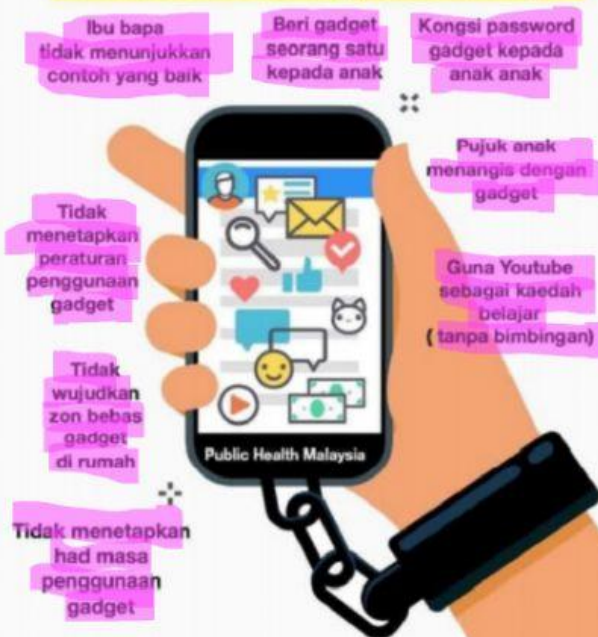 Ibu bapa
tidak menunjukkan
contoh yang baik
Beri gadget
seorang satu
kepada anak
Kongsi password
gadget kepada
anak anak
Pujuk anak
menangis dengan
gadget
Tidak
menetapkan
peraturan
penggunaan
gadget
Guna Youtube
sebagai kaedah
belajar
( tanpa bimbingan)
Tidak
wujudkan
zon bebas
gadget
di rumah
Public Health Malaysia
Tidak menetapkan
had masa
penggunaan
gadget